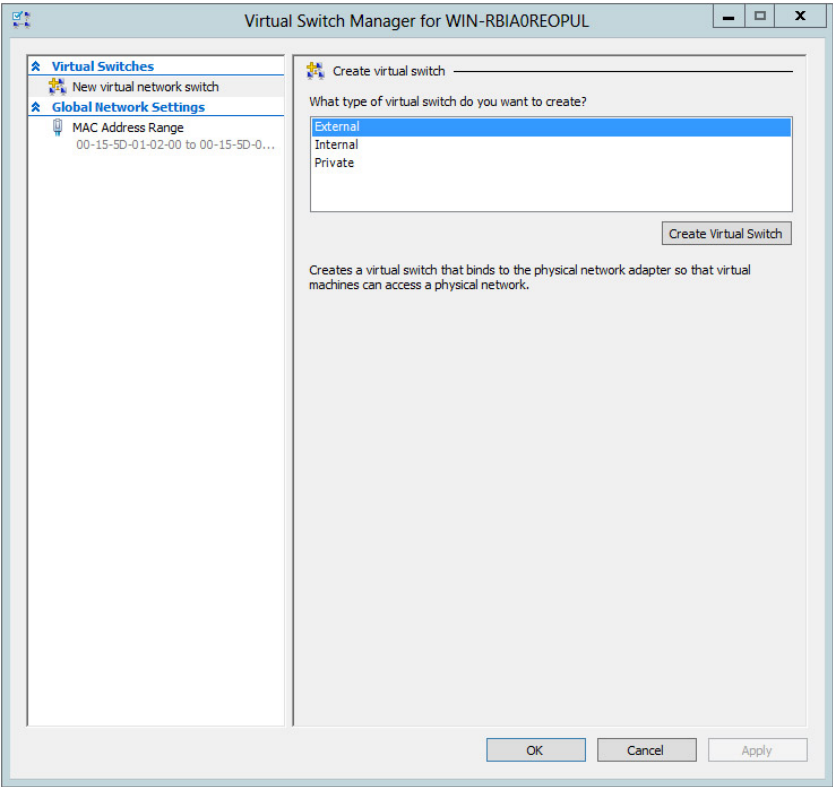 Virtual Switch Manager for WIN-RBIA0REOPUL
Virtual Switches
New virtual network switch
Global Network Settings
MAC Address Range
00-15-5D-01-02-00 to 00-15-5D-0...
Create virtual switch
What type of virtual switch do you want to create?
External
Internal
Private
Create Virtual Switch
Creates a virtual switch that binds to the physical network adapter so that virtual
machines can access a physical network.
OK
Cancel
Apply